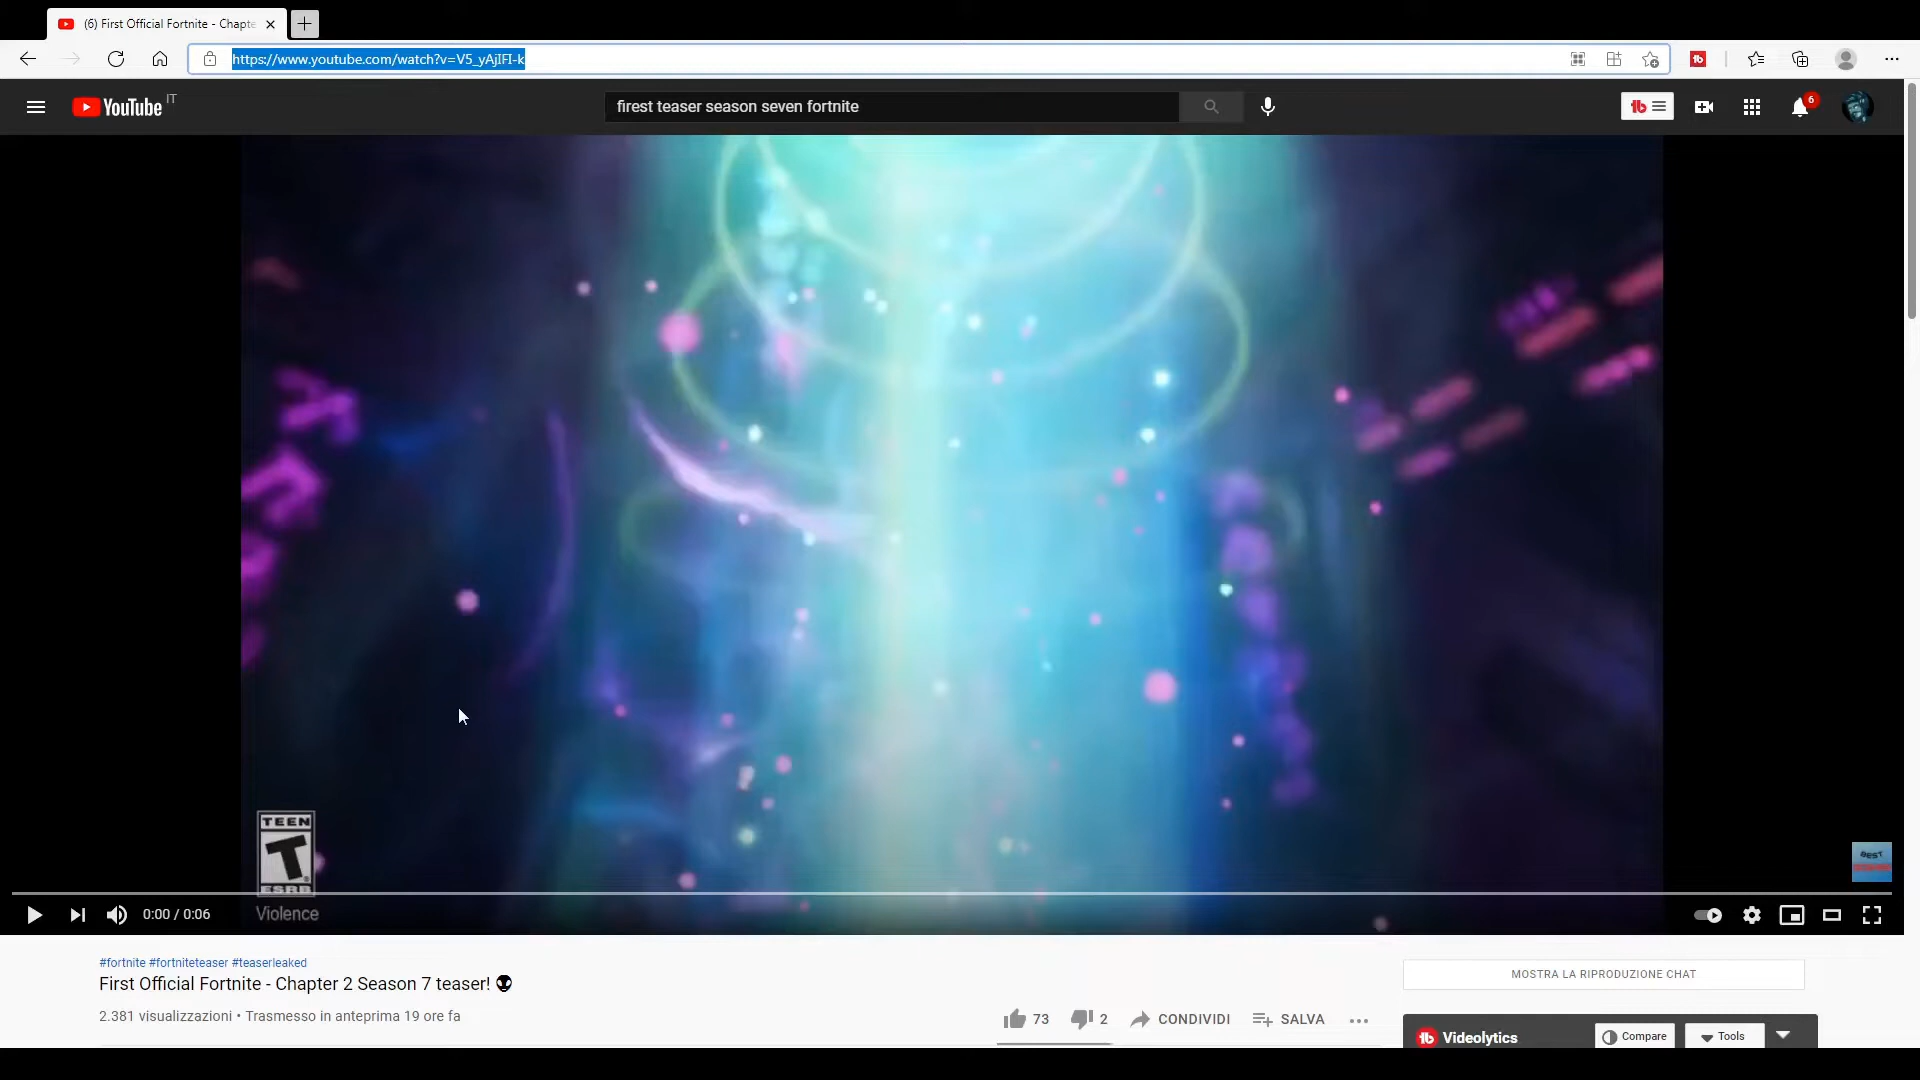 (6) First Official Fortnite - Chapte
https://www.youtube.com/watch?v=V5_yAjIFI-k
YouTube IT
firest teaser season seven fortnite
6
TEEN
T
ESRB
Violence
BEST
0:00 / 0:06
#fortnite #fortniteteaser #teaserleaked
First Official Fortnite - Chapter 2 Season 7 teaser!
2.381 visualizzazioni • Trasmesso in anteprima 19 ore fa
73
2
CONDIVIDI
SALVA
MOSTRA LA RIPRODUZIONE CHAT
Videolytics
Compare
Tools